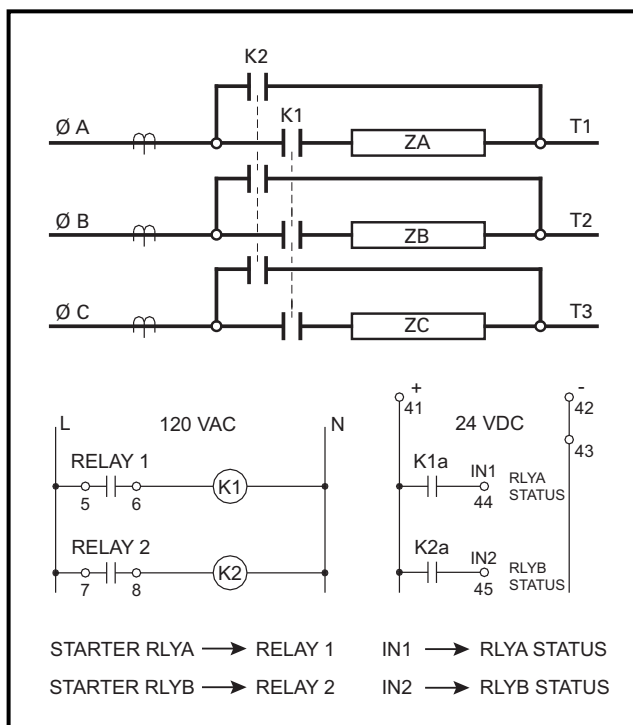 K2
K1
Ø A
ZA
T1
Ø B
ZB
T2
Ø C
ZC
T3
L
120 VAC
N
RELAY 1
5
6
K1
RELAY 2
7
8
K2
+
41
24 VDC
-
42
43
K1a
IN1
44
RLYA
STATUS
K2a
IN2
45
RLYB
STATUS
STARTER RLYA → RELAY 1
IN1 → RLYA STATUS
STARTER RLYB → RELAY 2
IN2 → RLYB STATUS